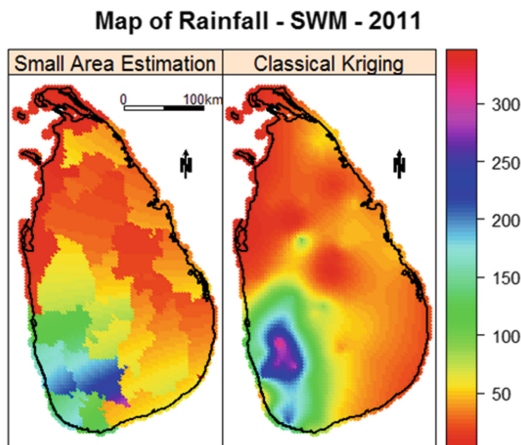 Map of Rainfall - SWM - 2011
Small Area Estimation
Classical Kriging
0 100km
N
N
300
250
200
150
100
50